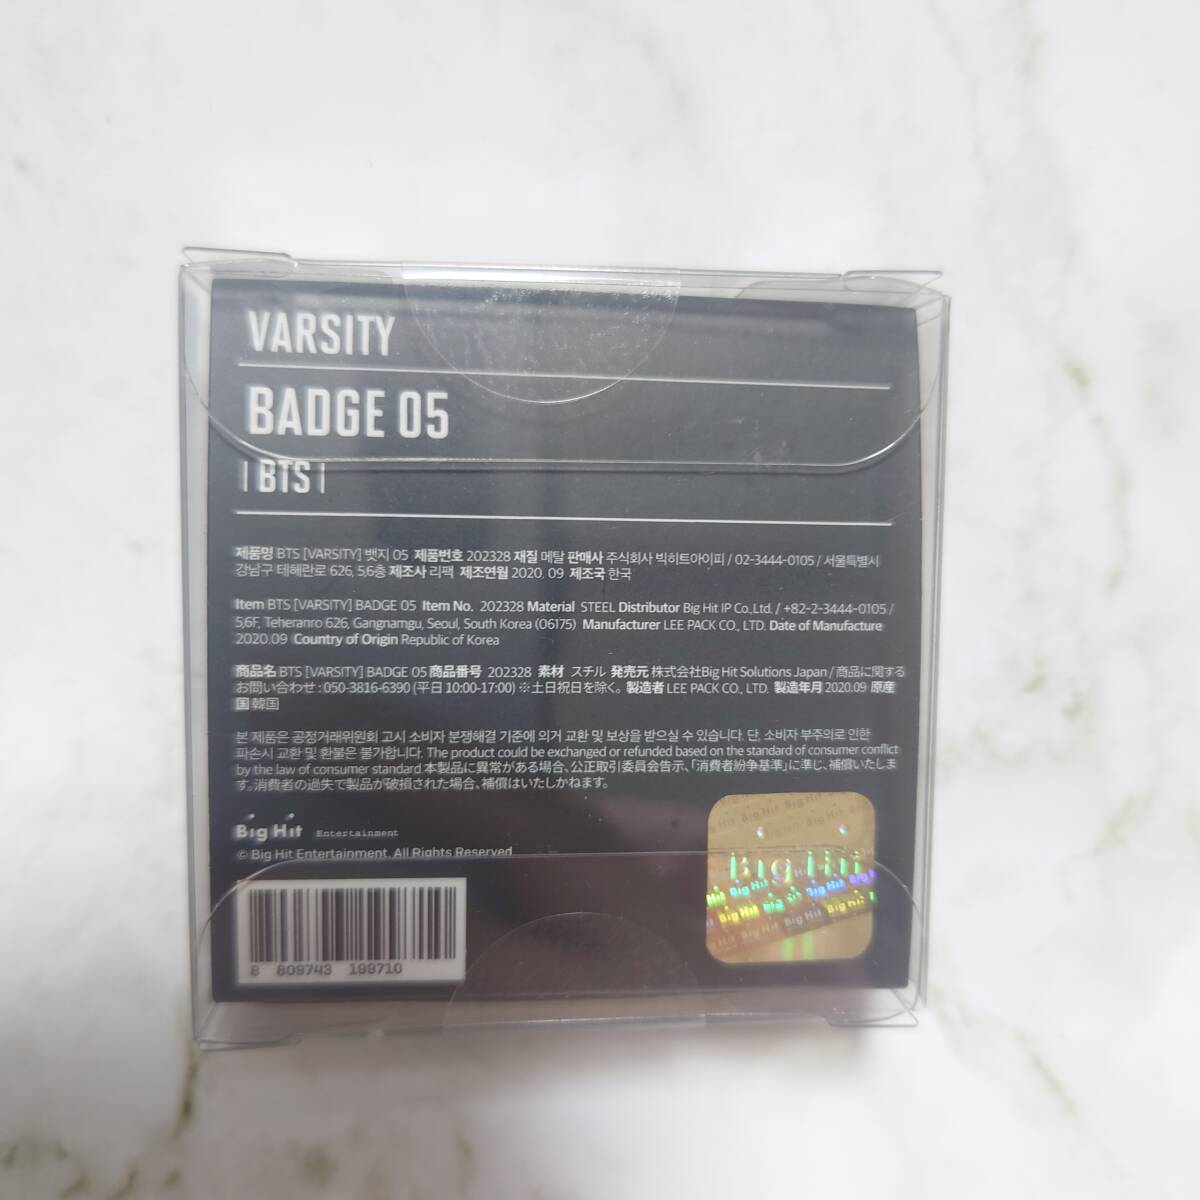 VARSITY
BADGE 05
| BTS |
제품명 BTS [VARSITY] 뱃지 05 제품번호 202328 재질 메탈 판매사 주식회사 빅히트아이피 / 02-3444-0105 / 서울특별시
강남구 테헤란로 626, 5,6층 제조사 리팩 제조연월 2020. 09 제조국 한국
Item BTS [VARSITY] BADGE 05 Item No. 202328 Material STEEL Distributor Big Hit IP Co.,Ltd. / +82-2-3444-0105 /
5,6F, Teheranro 626, Gangnamgu, Seoul, South Korea (06175) Manufacturer LEE PACK CO., LTD. Date of Manufacture
2020.09 Country of Origin Republic of Korea
商品名 BTS [VARSITY] BADGE 05 商品番号 202328 素材 スチル 発売元 株式会社Big Hit Solutions Japan / 商品に関する
お問い合わせ : 050-3816-6390 (平日 10:00-17:00) ※土日祝日を除く。 製造者 LEE PACK CO., LTD. 製造年月 2020.09 原産
国 韓国
본 제품은 공정거래위원회 고시 소비자 분쟁해결 기준에 의거 교환 및 보상을 받으실 수 있습니다. 단, 소비자 부주의로 인한
파손시 교환 및 환불은 불가합니다. The product could be exchanged or refunded based on the standard of consumer conflict
by the law of consumer standard. 本製品に異常がある場合、公正取引委員会告示、「消費者紛争基準」に準じ、補償いたしま
す。消費者の過失で製品が破損された場合、補償はいたしかねます。
Big Hit Entertainment
© Big Hit Entertainment. All Rights Reserved
Big Hit
8 809743 199710